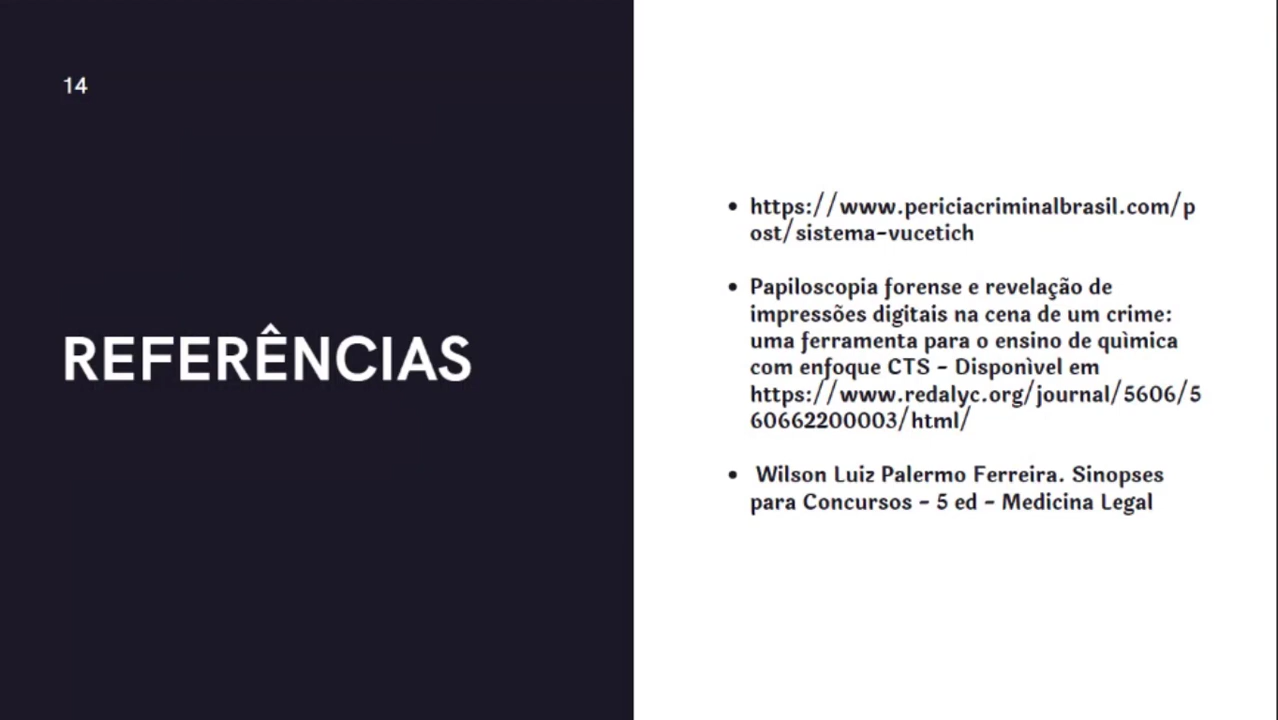 14
REFERÊNCIAS
• https://www.periciacriminalbrasil.com/p
ost/sistema-vucetich
• Papiloscopia forense e revelação de
impressões digitais na cena de um crime:
uma ferramenta para o ensino de quìmica
com enfoque CTS - Disponìvel em
https://www.redalyc.org/journal/5606/5
60662200003/html/
• Wilson Luiz Palermo Ferreira. Sinopses
para Concursos - 5 ed - Medicina Legal